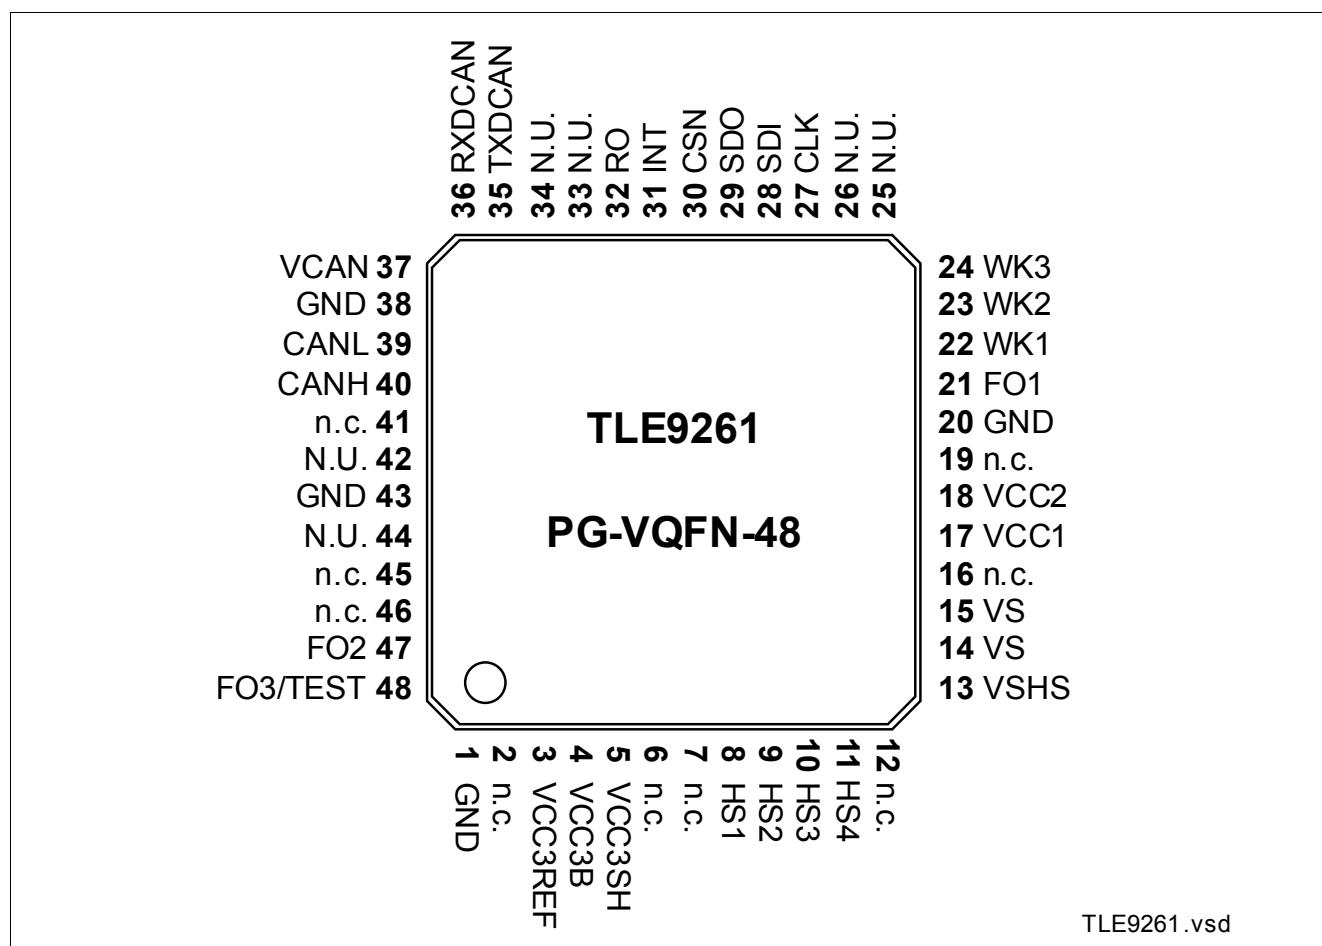 36 RXDCAN
35 TXDCAN
34 N.U.
33 N.U.
32 RO
31 INT
30 CSN
29 SDO
28 SDI
27 CLK
26 N.U.
25 N.U.
VCAN 37
GND 38
CANL 39
CANH 40
n.c. 41
N.U. 42
GND 43
N.U. 44
n.c. 45
n.c. 46
FO2 47
FO3/TEST 48
TLE9261
PG-VQFN-48
24 WK3
23 WK2
22 WK1
21 FO1
20 GND
19 n.c.
18 VCC2
17 VCC1
16 n.c.
15 VS
14 VS
13 VSHS
1 GND
2 n.c.
3 VCC3REF
4 VCC3B
5 VCC3SH
6 n.c.
7 n.c.
8 HS1
9 HS2
10 HS3
11 HS4
12 n.c.
TLE9261.vsd